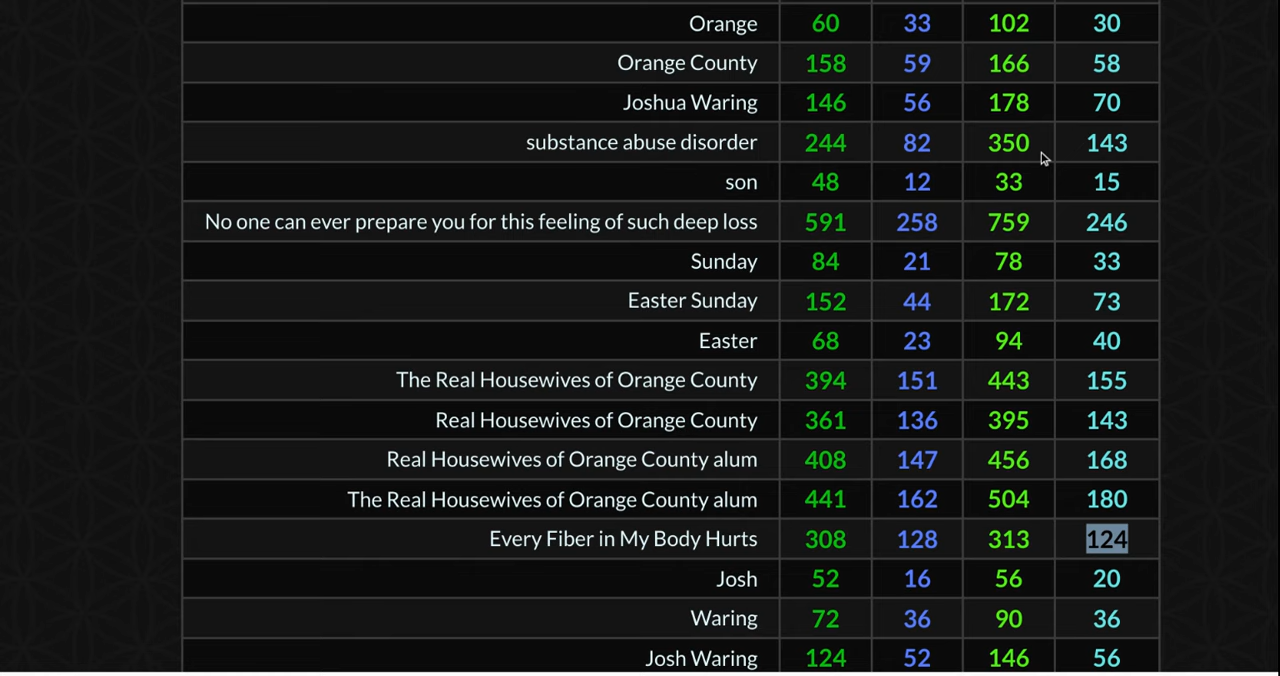 Orange 60 33 102 30
Orange County 158 59 166 58
Joshua Waring 146 56 178 70
substance abuse disorder 244 82 350 143
son 48 12 33 15
No one can ever prepare you for this feeling of such deep loss 591 258 759 246
Sunday 84 21 78 33
Easter Sunday 152 44 172 73
Easter 68 23 94 40
The Real Housewives of Orange County 394 151 443 155
Real Housewives of Orange County 361 136 395 143
Real Housewives of Orange County alum 408 147 456 168
The Real Housewives of Orange County alum 441 162 504 180
Every Fiber in My Body Hurts 308 128 313 124
Josh 52 16 56 20
Waring 72 36 90 36
Josh Waring 124 52 146 56